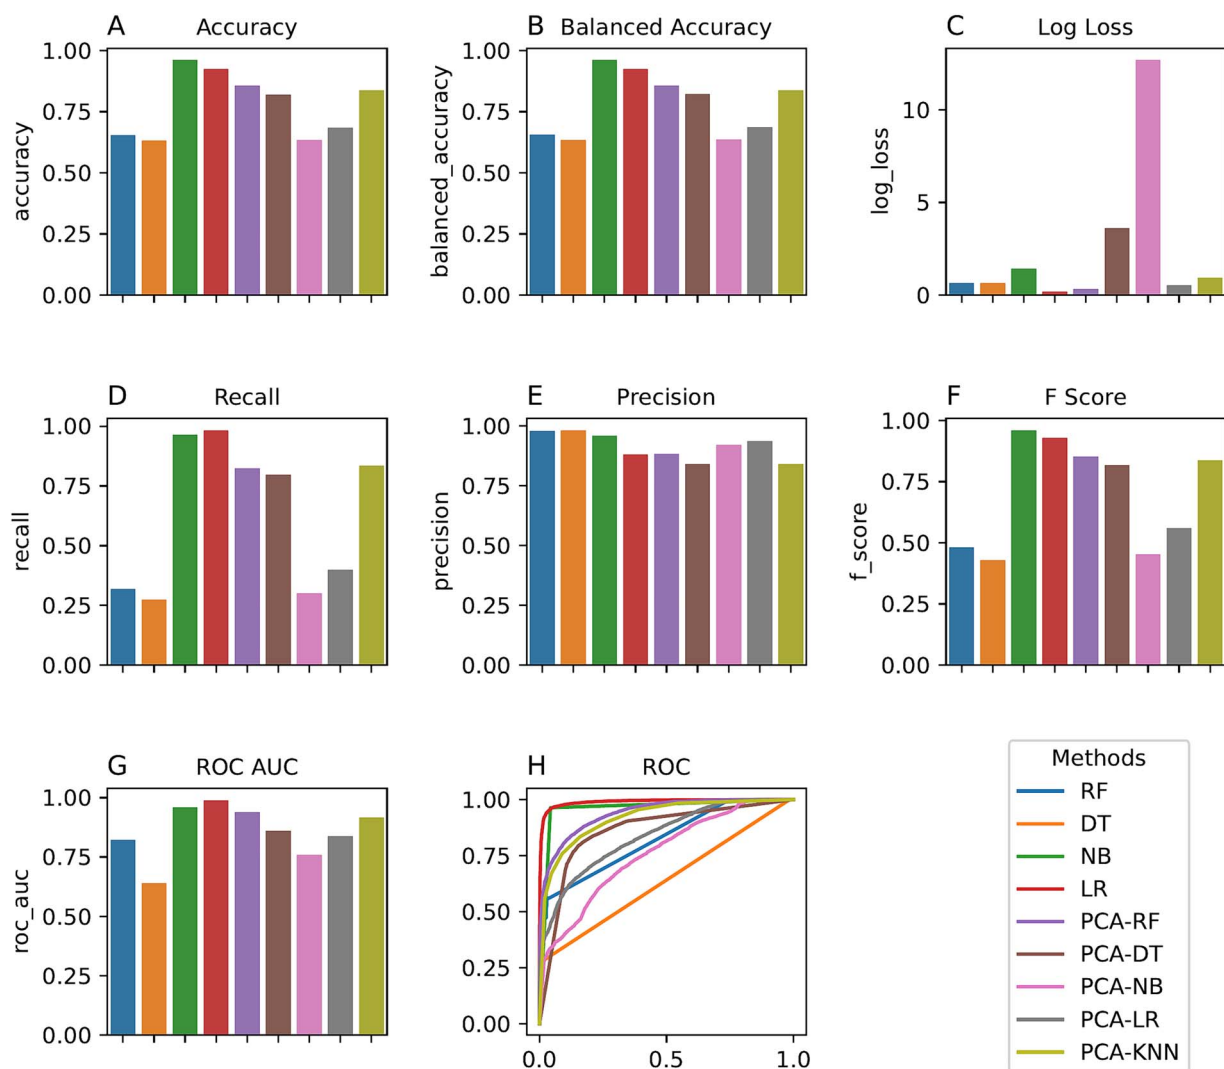 A Accuracy
1.00
0.75
0.50
0.25
0.00
accuracy
B Balanced Accuracy
1.00
0.75
0.50
0.25
0.00
balanced_accuracy
C Log Loss
10
5
0
log_loss
D Recall
1.00
0.75
0.50
0.25
0.00
recall
E Precision
1.00
0.75
0.50
0.25
0.00
precision
F F Score
1.00
0.75
0.50
0.25
0.00
f_score
G ROC AUC
1.00
0.75
0.50
0.25
0.00
roc_auc
H ROC
1.00
0.75
0.50
0.25
0.00
0.0 0.5 1.0
Methods
RF
DT
NB
LR
PCA-RF
PCA-DT
PCA-NB
PCA-LR
PCA-KNN